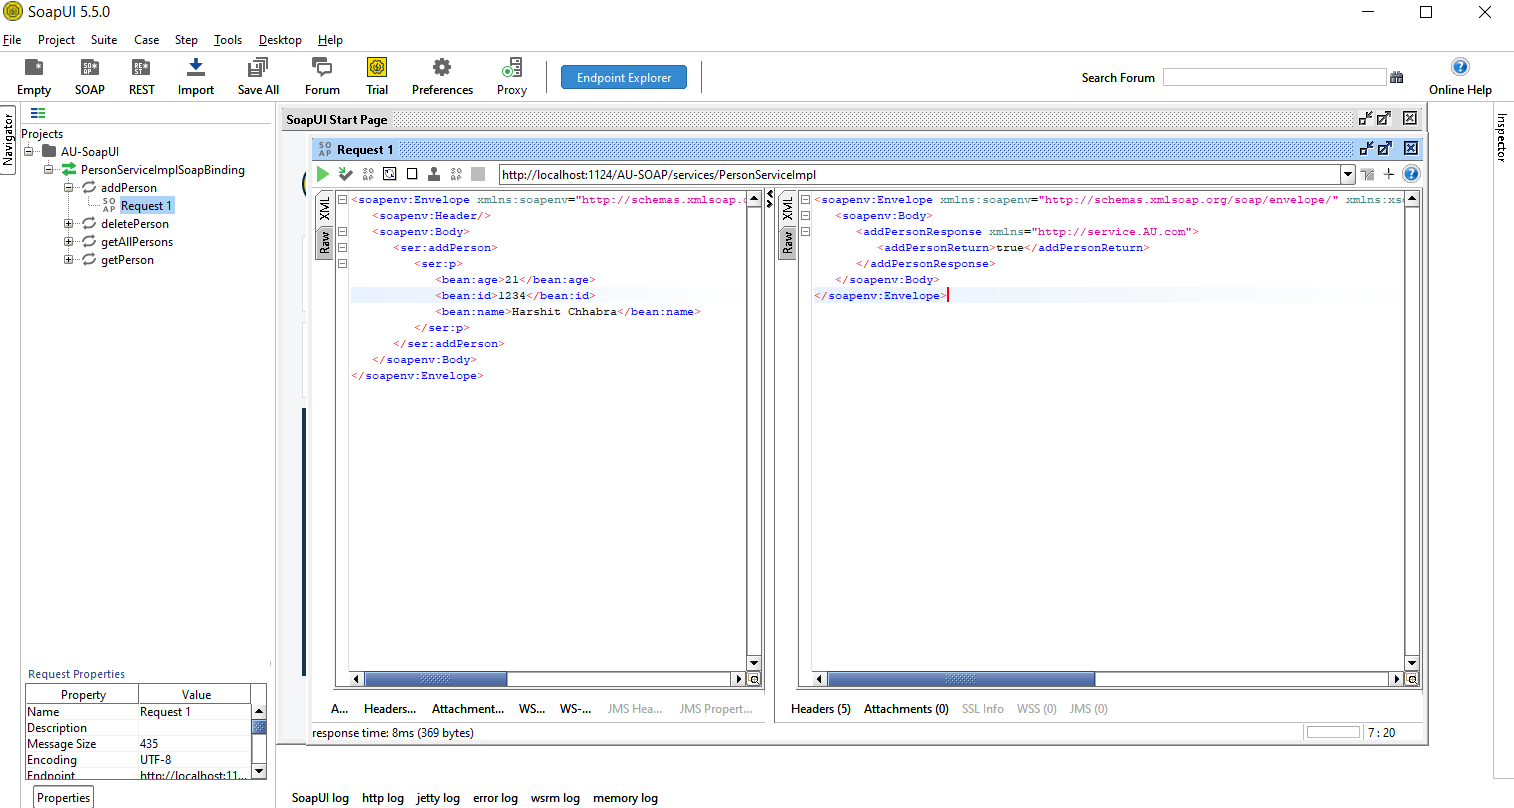 SoapUI 5.5.0
File Project Suite Case Step Tools Desktop Help
Empty SOAP REST Import Save All Forum Trial Preferences Proxy Endpoint Explorer Search Forum Online Help
Navigator
Projects
AU-SoapUI
PersonServiceImplSoapBinding
addPerson
SO AP Request 1
deletePerson
getAllPersons
getPerson
SoapUI Start Page
SO AP Request 1
http://localhost:1124/AU-SOAP/services/PersonServiceImpl
XML
Raw
<soapenv:Envelope xmlns:soapenv="http://schemas.xmlsoap.
<soapenv:Header/>
<soapenv:Body>
<ser:addPerson>
<ser:p>
<bean:age>21</bean:age>
<bean:id>1234</bean:id>
<bean:name>Harshit Chhabra</bean:name>
</ser:p>
</ser:addPerson>
</soapenv:Body>
</soapenv:Envelope>
XML
Raw
<soapenv:Envelope xmlns:soapenv="http://schemas.xmlsoap.org/soap/envelope/" xmlns:xs
<soapenv:Body>
<addPersonResponse xmlns="http://service.AU.com">
<addPersonReturn>true</addPersonReturn>
</addPersonResponse>
</soapenv:Body>
</soapenv:Envelope>
Inspector
A... Headers... Attachment... WS... WS-... JMS Hea... JMS Propert...
Headers (5) Attachments (0) SSL Info WSS (0) JMS (0)
response time: 8ms (369 bytes)
7 : 20
Request Properties
Property Value
Name Request 1
Description
Message Size 435
Encoding UTF-8
Endpoint http://localhost:11...
Properties
SoapUI log http log jetty log error log wsrm log memory log